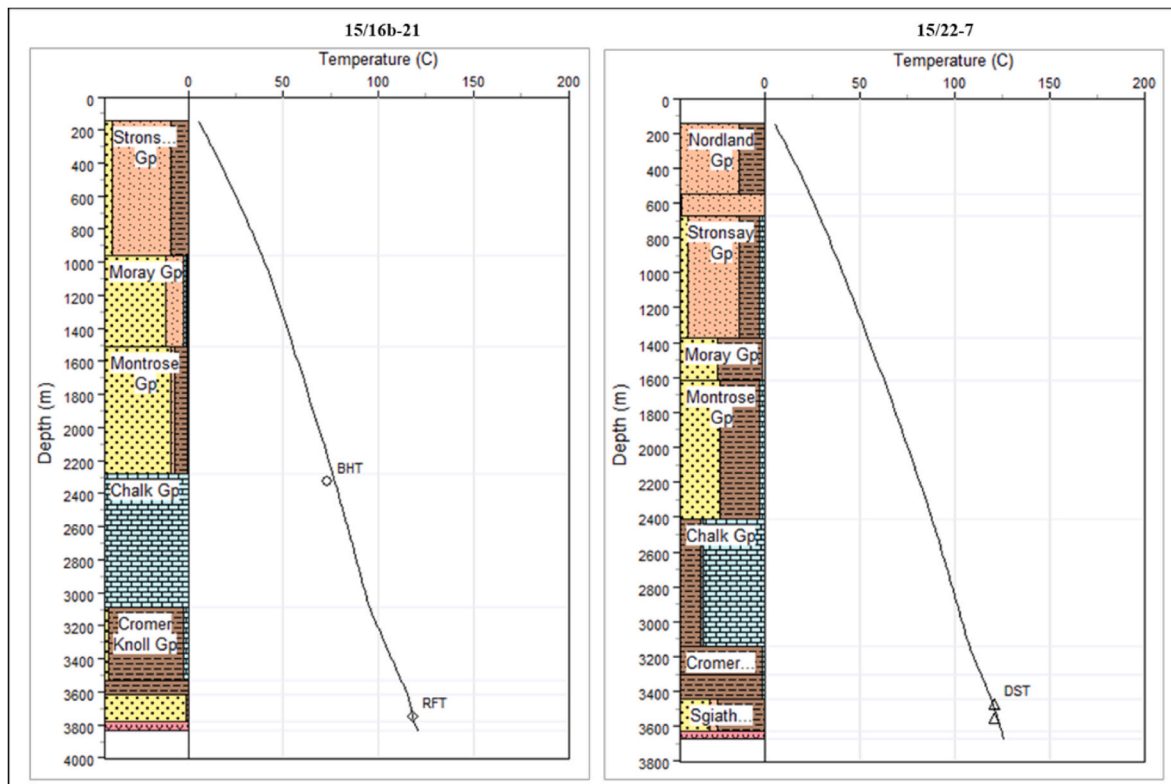 15/16b-21
Temperature (C)
0 50 100 150 200
Depth (m)
0
200
400
600
800
1000
1200
1400
1600
1800
2000
2200
2400
2600
2800
3000
3200
3400
3600
3800
4000
Strons...
Gp
Moray Gp
Montrose
Gp
Chalk Gp
Cromer
Knoll Gp
BHT
RFT
15/22-7
Temperature (C)
0 50 100 150 200
Depth (m)
0
200
400
600
800
1000
1200
1400
1600
1800
2000
2200
2400
2600
2800
3000
3200
3400
3600
3800
Nordland
Gp
Stronsay
Gp
Moray Gp
Montrose
Gp
Chalk Gp
Cromer...
Sgiath...
DST